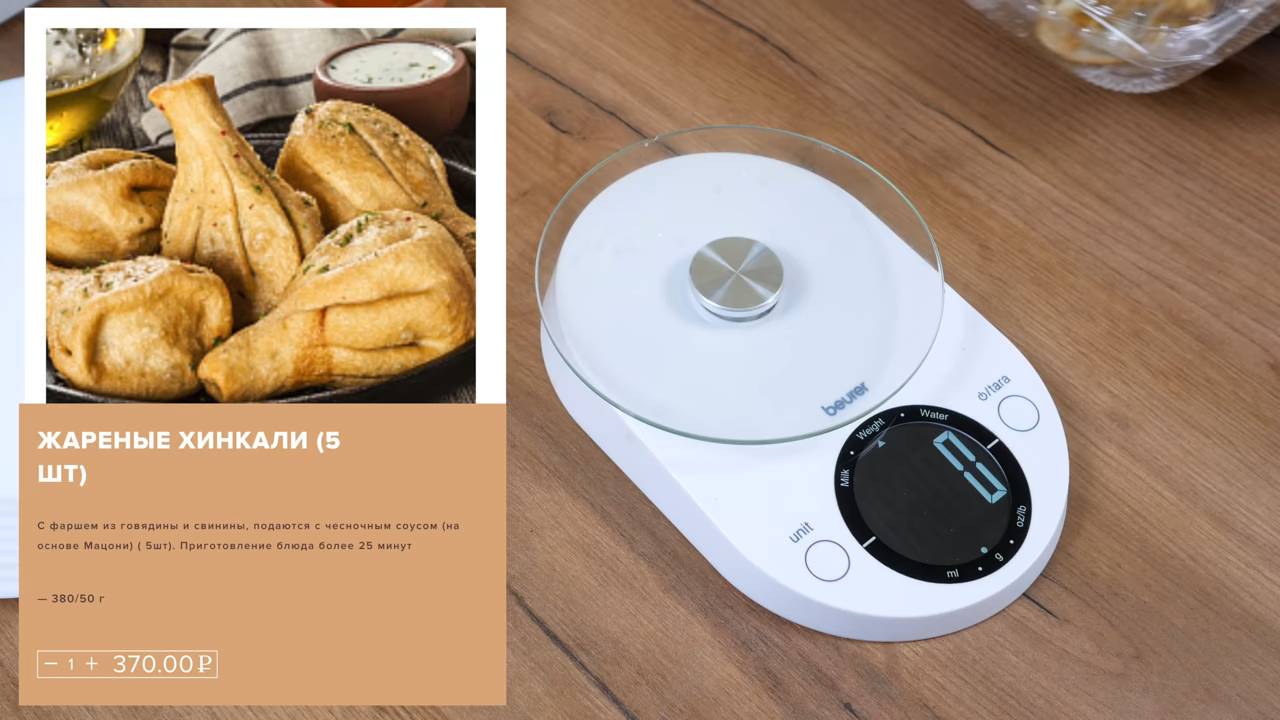 ЖАРЕНЫЕ ХИНКАЛИ (5
ШТ)
С фаршем из говядины и свинины, подаются с чесночным соусом (на
основе Мацони) ( 5шт). Приготовление блюда более 25 минут
— 380/50 г
− 1 + 370.00 ₽
beurer
tara
Milk • Weight • Water
0
unit
ml • g • oz/lb